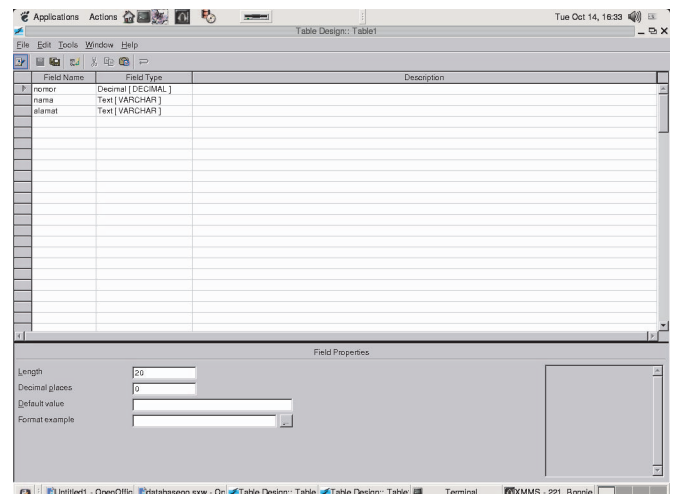 Applications Actions Tue Oct 14, 16:33
Table Design:: Table1
File Edit Tools Window Help
Field Name Field Type Description
nomor Decimal [ DECIMAL ]
nama Text [ VARCHAR ]
alamat Text [ VARCHAR ]
Field Properties
Length 20
Decimal places 0
Default value
Format example ...
Untitled1 - OpenOffic databaseoo.sxw - Op Table Design:: Table Table Design:: Table Terminal XMMS - 221. Bonnie